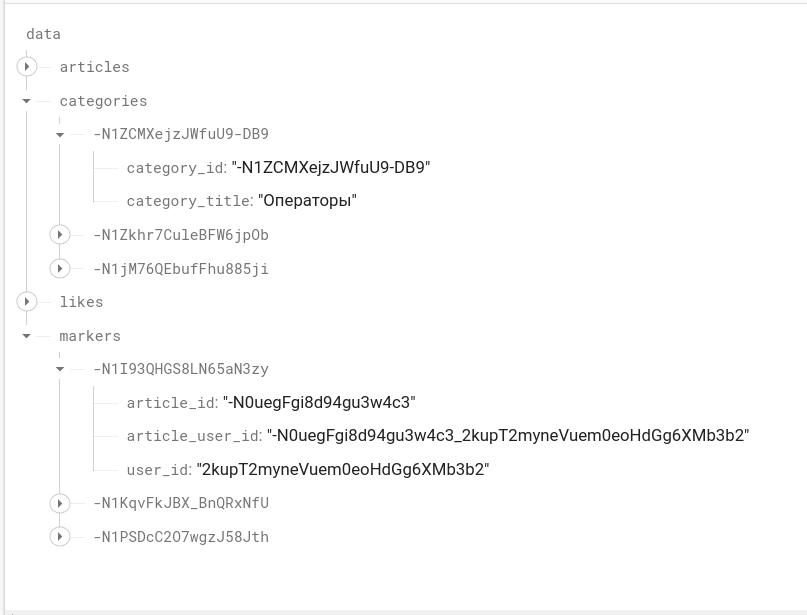 data
articles
categories
-N1ZCMXejzJWfuU9-DB9
category_id: "-N1ZCMXejzJWfuU9-DB9"
category_title: "Операторы"
-N1Zkhr7CuleBFW6jpOb
-N1jM76QEbufFhu885ji
likes
markers
-N1I93QHGS8LN65aN3zy
article_id: "-N0uegFgi8d94gu3w4c3"
article_user_id: "-N0uegFgi8d94gu3w4c3_2kupT2myneVuem0eoHdGg6XMb3b2"
user_id: "2kupT2myneVuem0eoHdGg6XMb3b2"
-N1KqvFkJBX_BnQRxNfU
-N1PSDcC2O7wgzJ58Jth